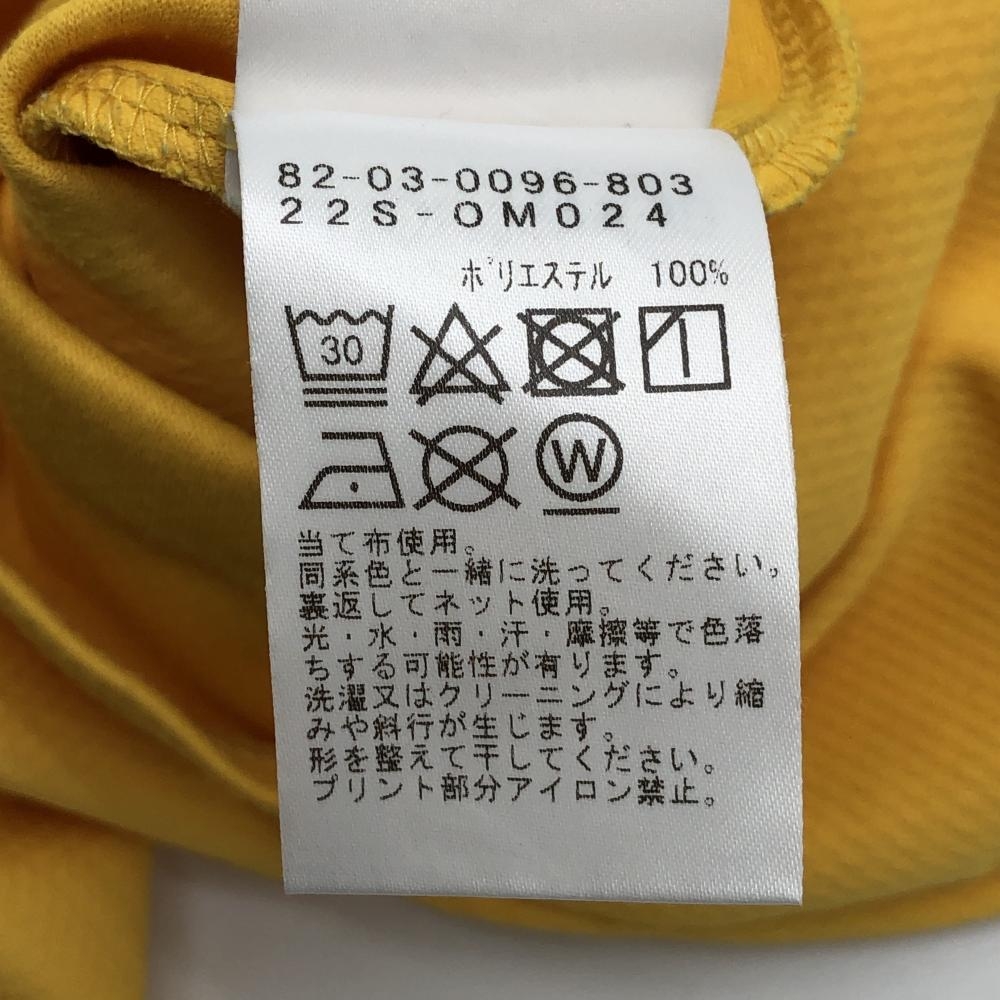 82-03-0096-803
22S-OM024
ポリエステル 100%
30
W
当て布使用。
同系色と一緒に洗ってください。
裏返してネット使用。
光・水・雨・汗・摩擦等で色落
ちする可能性が有ります。
洗濯又はクリーニングにより縮
みや斜行が生じます。
形を整えて干してください。
プリント部分アイロン禁止。